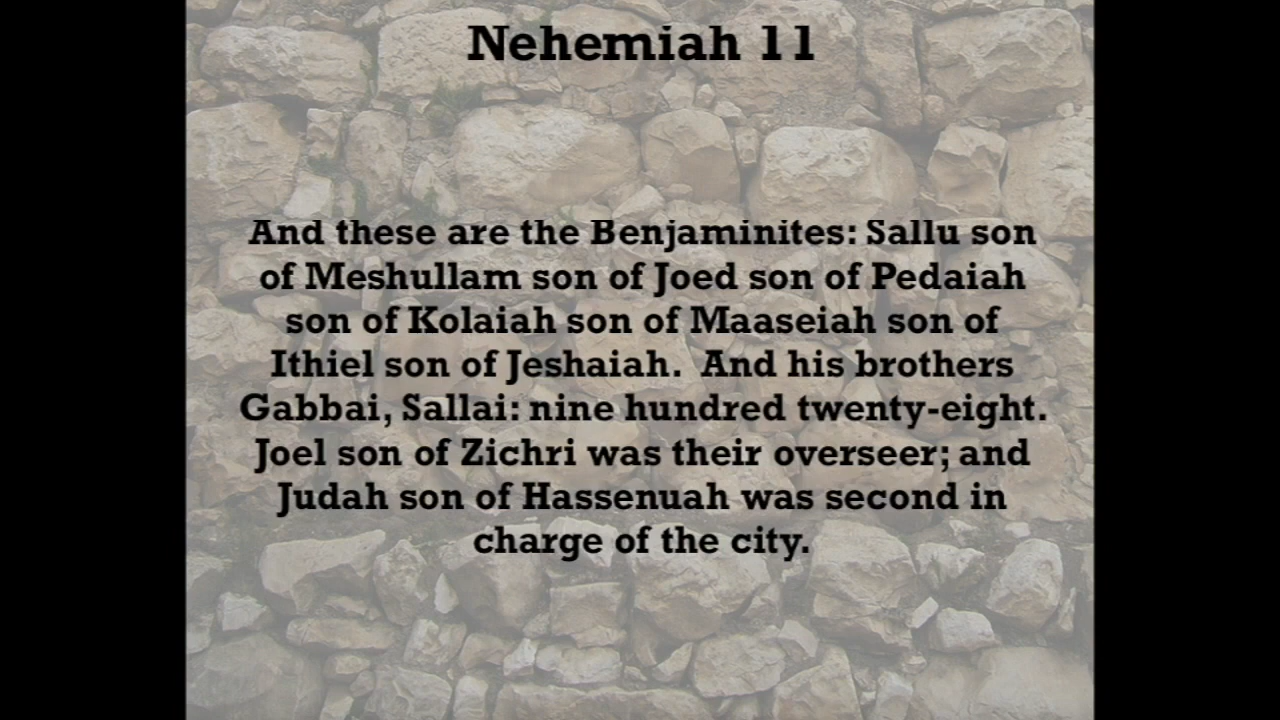 Nehemiah 11
And these are the Benjaminites: Sallu son
of Meshullam son of Joed son of Pedaiah
son of Kolaiah son of Maaseiah son of
Ithiel son of Jeshaiah.  And his brothers
Gabbai, Sallai: nine hundred twenty-eight.
Joel son of Zichri was their overseer; and
Judah son of Hassenuah was second in
charge of the city.